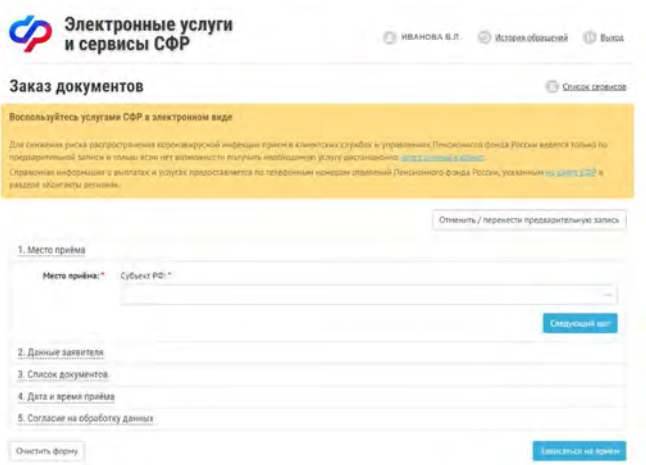 Электронные услуги
и сервисы СФР
ИВАНОВА В.П.
История обращений
Выход
Заказ документов
Список сервисов
Воспользуйтесь услугами СФР в электронном виде
Для снижения риска распространения коронавирусной инфекции прием в клиентских службах и управлениях Пенсионного фонда России ведется только по
предварительной записи и только если нет возможности получить необходимую услугу дистанционно
Справочная информация о выплатах и услугах предоставляется по телефонным номерам отделений Пенсионного фонда России, указанным на сайте СФР в
разделе «Контакты региона».
Отменить / перенести предварительную запись
1. Место приёма
Место приёма: * Субъект РФ: *
Следующий шаг
2. Данные заявителя
3. Список документов
4. Дата и время приёма
5. Согласие на обработку данных
Очистить форму
Записаться на прием